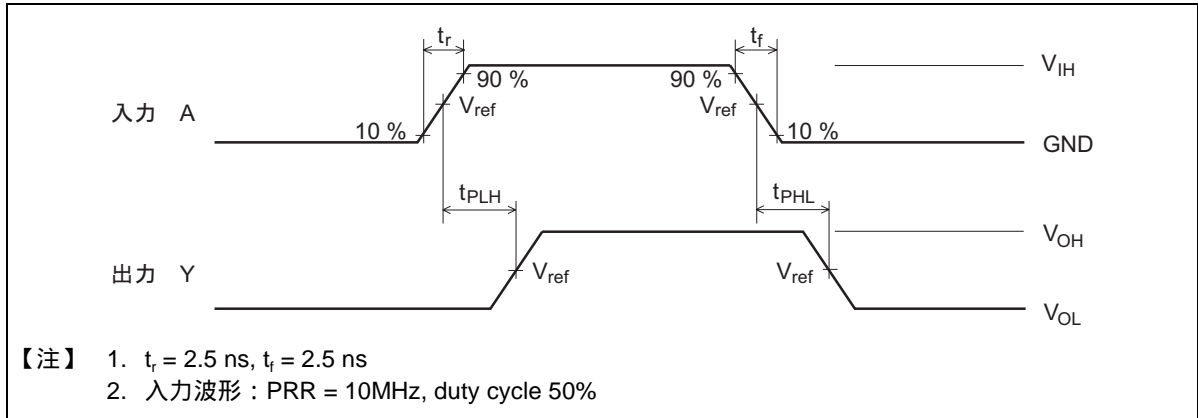 tr tf
90 % 90 % VIH
入力 A Vref Vref
10 % 10 % GND
tPLH tPHL
VOH
出力 Y Vref Vref
VOL
【注】 1. tr = 2.5 ns, tf = 2.5 ns
2. 入力波形：PRR = 10MHz, duty cycle 50%